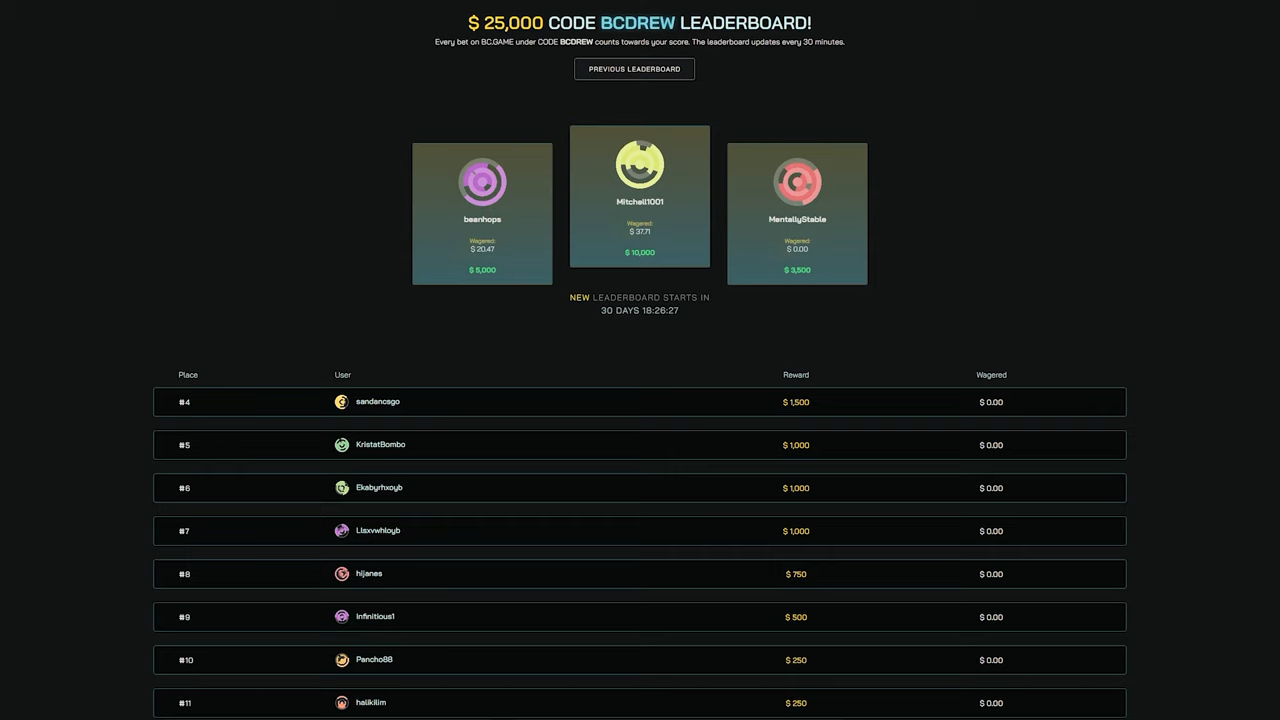 $ 25,000 CODE BCDREW LEADERBOARD!
Every bet on BC.GAME under CODE BCDREW counts towards your score. The leaderboard updates every 30 minutes.
PREVIOUS LEADERBOARD
beanhops
Wagered:
$ 20.47
$ 5,000
Mitchell1001
Wagered:
$ 37.71
$ 10,000
MentallyStable
Wagered:
$ 0.00
$ 3,500
NEW LEADERBOARD STARTS IN
30 DAYS 18:26:27
Place User Reward Wagered
#4 sandancsgo $ 1,500 $ 0.00
#5 KristatBombo $ 1,000 $ 0.00
#6 Ekabyrhxoyb $ 1,000 $ 0.00
#7 Llsxvwhloyb $ 1,000 $ 0.00
#8 hljanes $ 750 $ 0.00
#9 Infinitious1 $ 500 $ 0.00
#10 Pancho88 $ 250 $ 0.00
#11 halikilim $ 250 $ 0.00